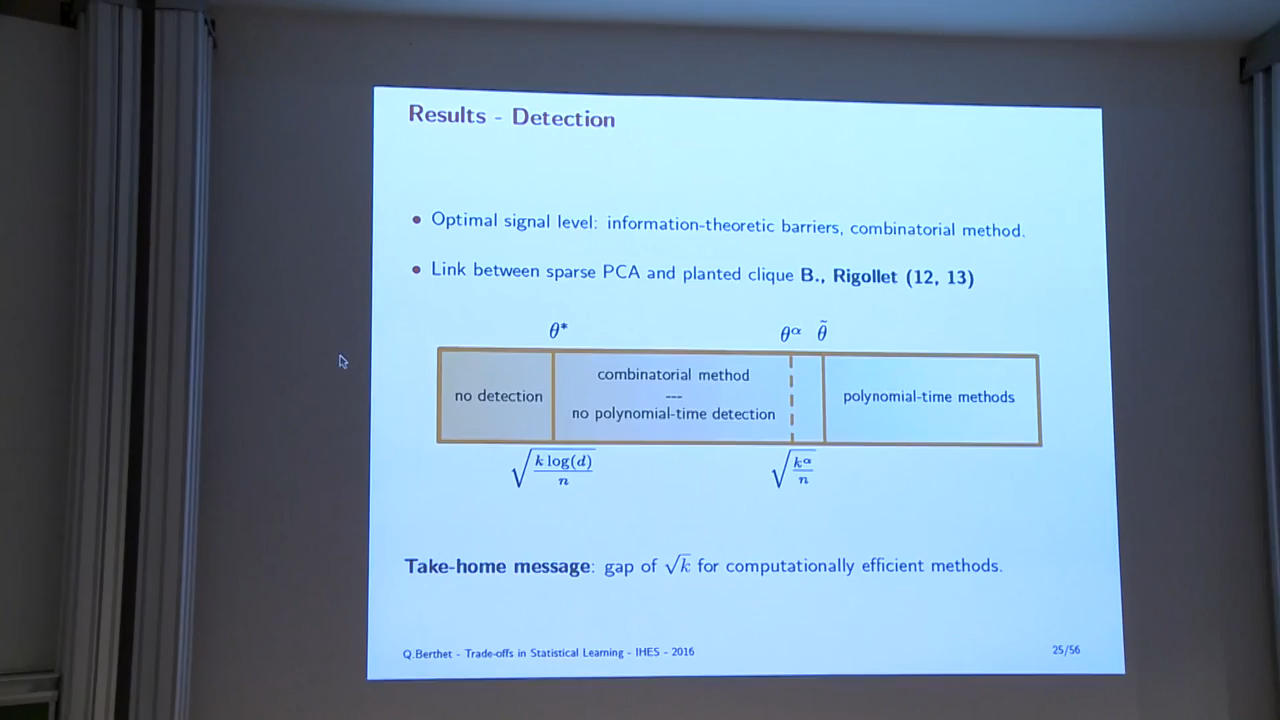 Results - Detection
• Optimal signal level: information-theoretic barriers, combinatorial method.
• Link between sparse PCA and planted clique B., Rigollet (12, 13)
θ* θ^α θ̃
no detection
combinatorial method
---
no polynomial-time detection
polynomial-time methods
√(k log(d)/n) √(k^α/n)
Take-home message: gap of √k for computationally efficient methods.
Q.Berthet - Trade-offs in Statistical Learning - IHES - 2016
25/56